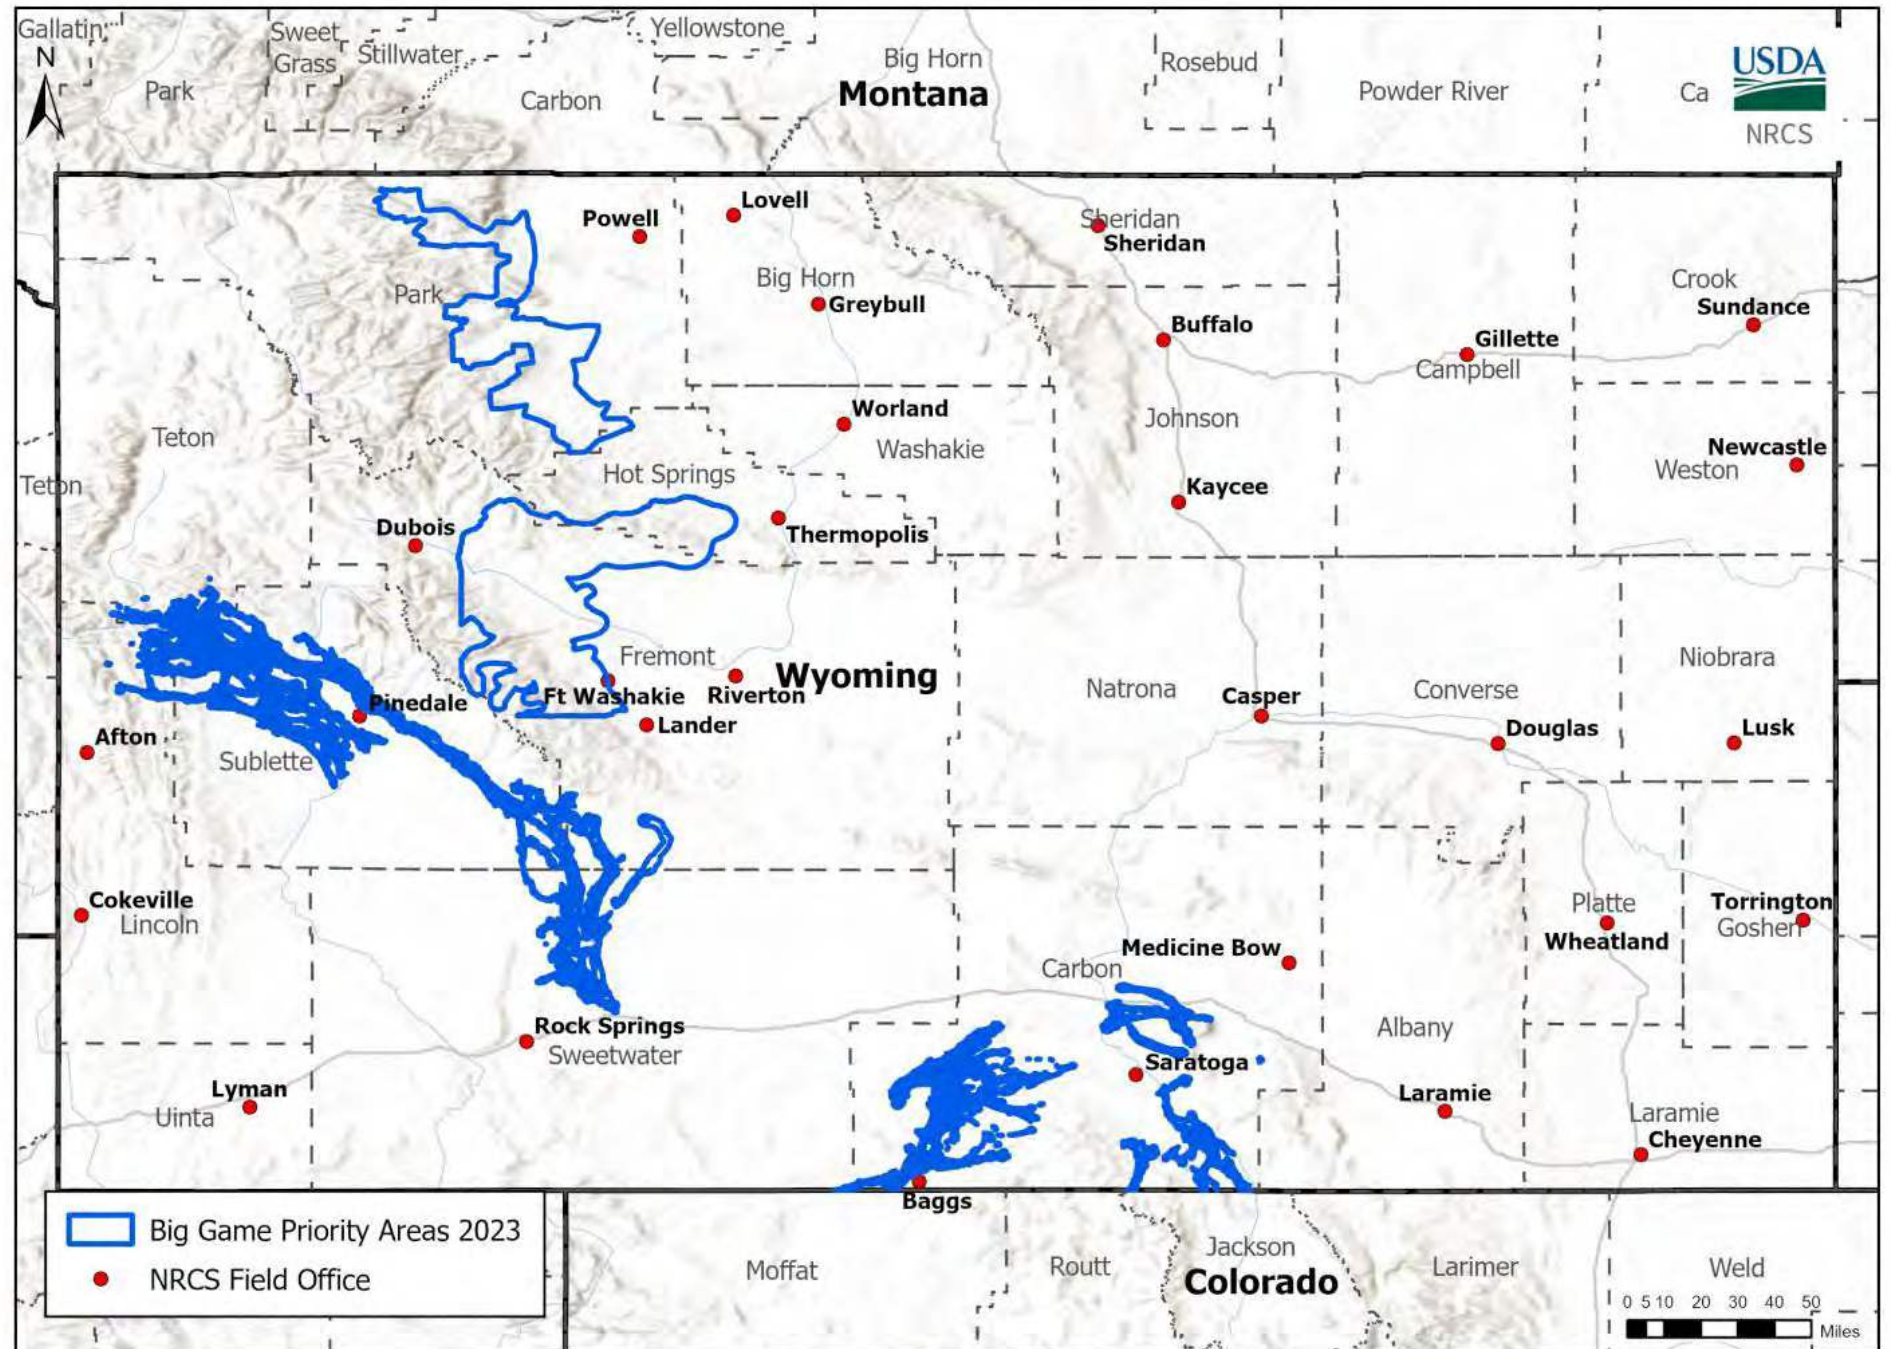 Gallatin
Sweet
Grass
Stillwater
Yellowstone
Big Horn
Rosebud
USDA
N
Park
Carbon
Montana
Powder River
Ca
NRCS
Lovell
Powell
Sheridan
Sheridan
Park
Big Horn
Greybull
Crook
Sundance
Buffalo
Gillette
Campbell
Worland
Johnson
Teton
Washakie
Newcastle
Weston
Hot Springs
Teton
Kaycee
Dubois
Thermopolis
Fremont
Wyoming
Niobrara
Natrona
Casper
Converse
Pinedale
Ft Washakie
Riverton
Lander
Douglas
Lusk
Afton
Sublette
Cokeville
Lincoln
Platte
Wheatland
Torrington
Goshen
Medicine Bow
Carbon
Rock Springs
Sweetwater
Albany
Saratoga
Lyman
Uinta
Laramie
Laramie
Cheyenne
Baggs
Big Game Priority Areas 2023
NRCS Field Office
Moffat
Routt
Jackson
Colorado
Larimer
Weld
0 5 10 20 30 40 50
Miles